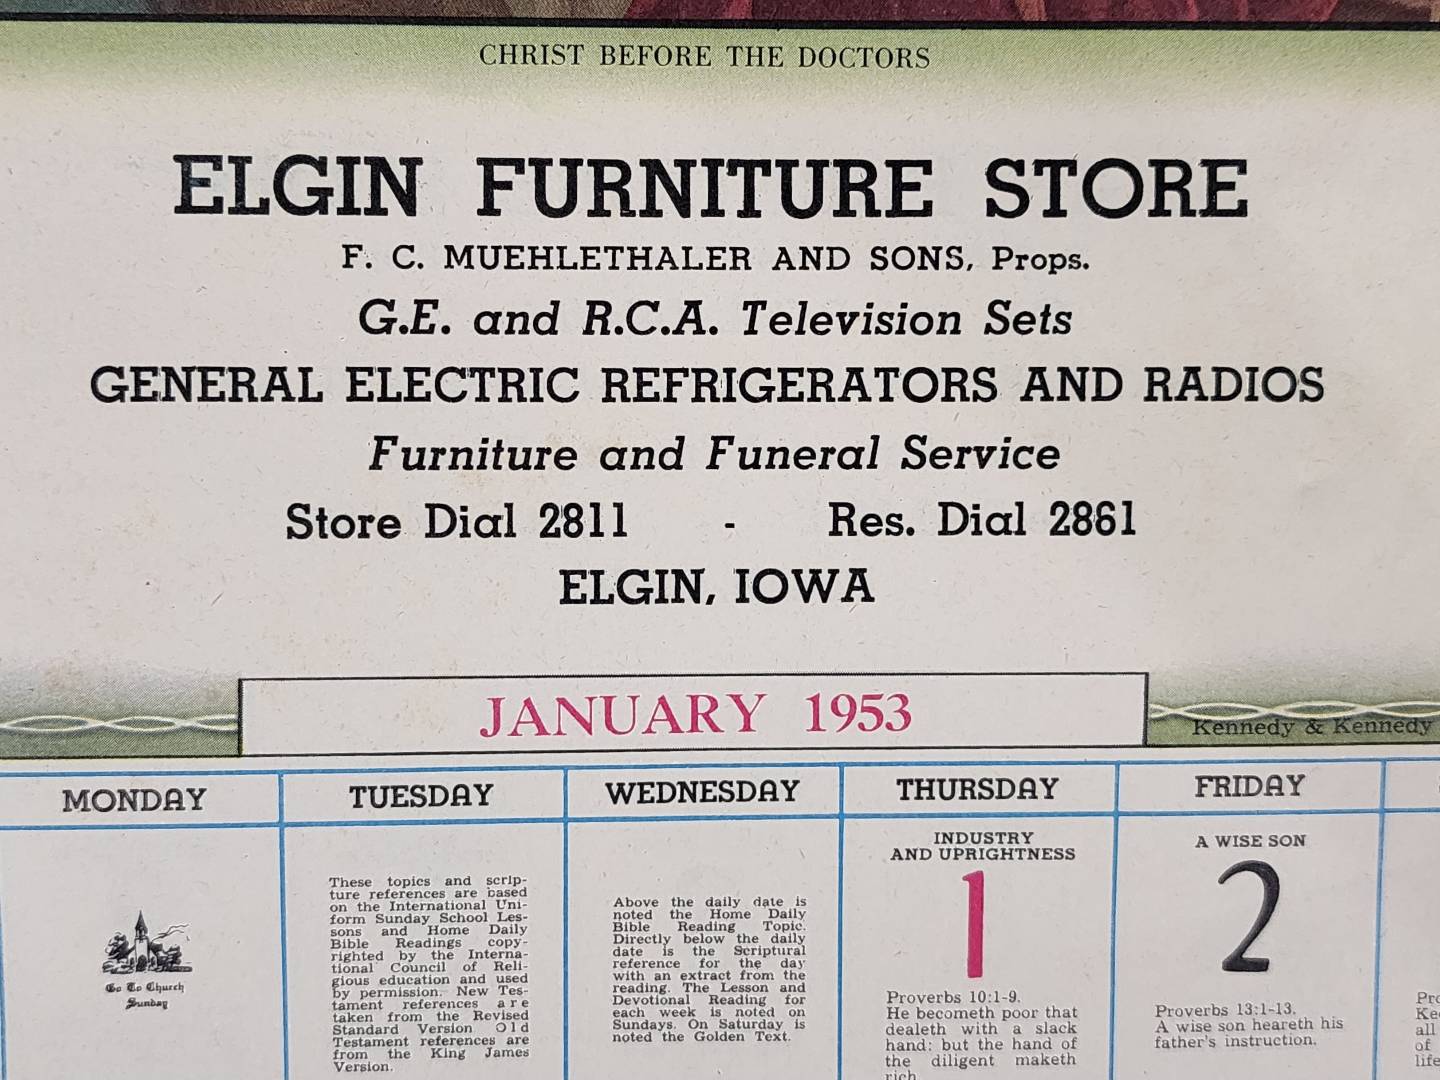 CHRIST BEFORE THE DOCTORS
ELGIN FURNITURE STORE
F. C. MUEHLETHALER AND SONS, Props.
G.E. and R.C.A. Television Sets
GENERAL ELECTRIC REFRIGERATORS AND RADIOS
Furniture and Funeral Service
Store Dial 2811 - Res. Dial 2861
ELGIN, IOWA
JANUARY 1953
Kennedy & Kennedy
MONDAY TUESDAY WEDNESDAY THURSDAY FRIDAY
Go To Church
Sunday
These topics and scrip-
ture references are based
on the International Uni-
form Sunday School Les-
sons and Home Daily
Bible Readings copy-
righted by the Interna-
tional Council of Reli-
gious education and used
by permission. New Tes-
tament references are
taken from the Revised
Standard Version Old
Testament references are
from the King James
Version.
Above the daily date is
noted the Home Daily
Bible Reading Topic.
Directly below the daily
date is the Scriptural
reference for the day
with an extract from the
reading. The Lesson and
Devotional Reading for
each week is noted on
Sundays. On Saturday is
noted the Golden Text.
INDUSTRY
AND UPRIGHTNESS
1
Proverbs 10:1-9.
He becometh poor that
dealeth with a slack
hand: but the hand of
the diligent maketh
rich
A WISE SON
2
Proverbs 13:1-13.
A wise son heareth his
father's instruction.
Pro
Kee
all
of
life